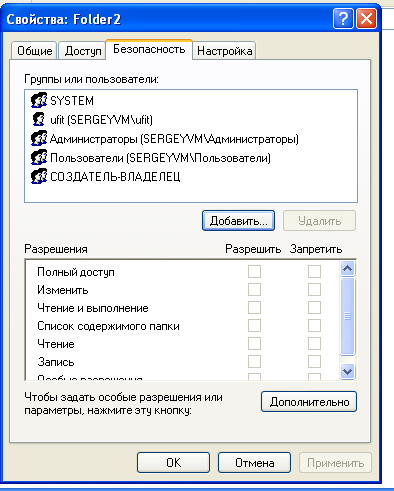 Свойства: Folder2
Общие Доступ Безопасность Настройка
Группы или пользователи:
SYSTEM
ufit (SERGEYVM\ufit)
Администраторы (SERGEYVM\Администраторы)
Пользователи (SERGEYVM\Пользователи)
СОЗДАТЕЛЬ-ВЛАДЕЛЕЦ
Добавить... Удалить
Разрешения Разрешить Запретить
Полный доступ
Изменить
Чтение и выполнение
Список содержимого папки
Чтение
Запись
Особые разрешения
Чтобы задать особые разрешения или
параметры, нажмите эту кнопку:
Дополнительно
OK Отмена Применить